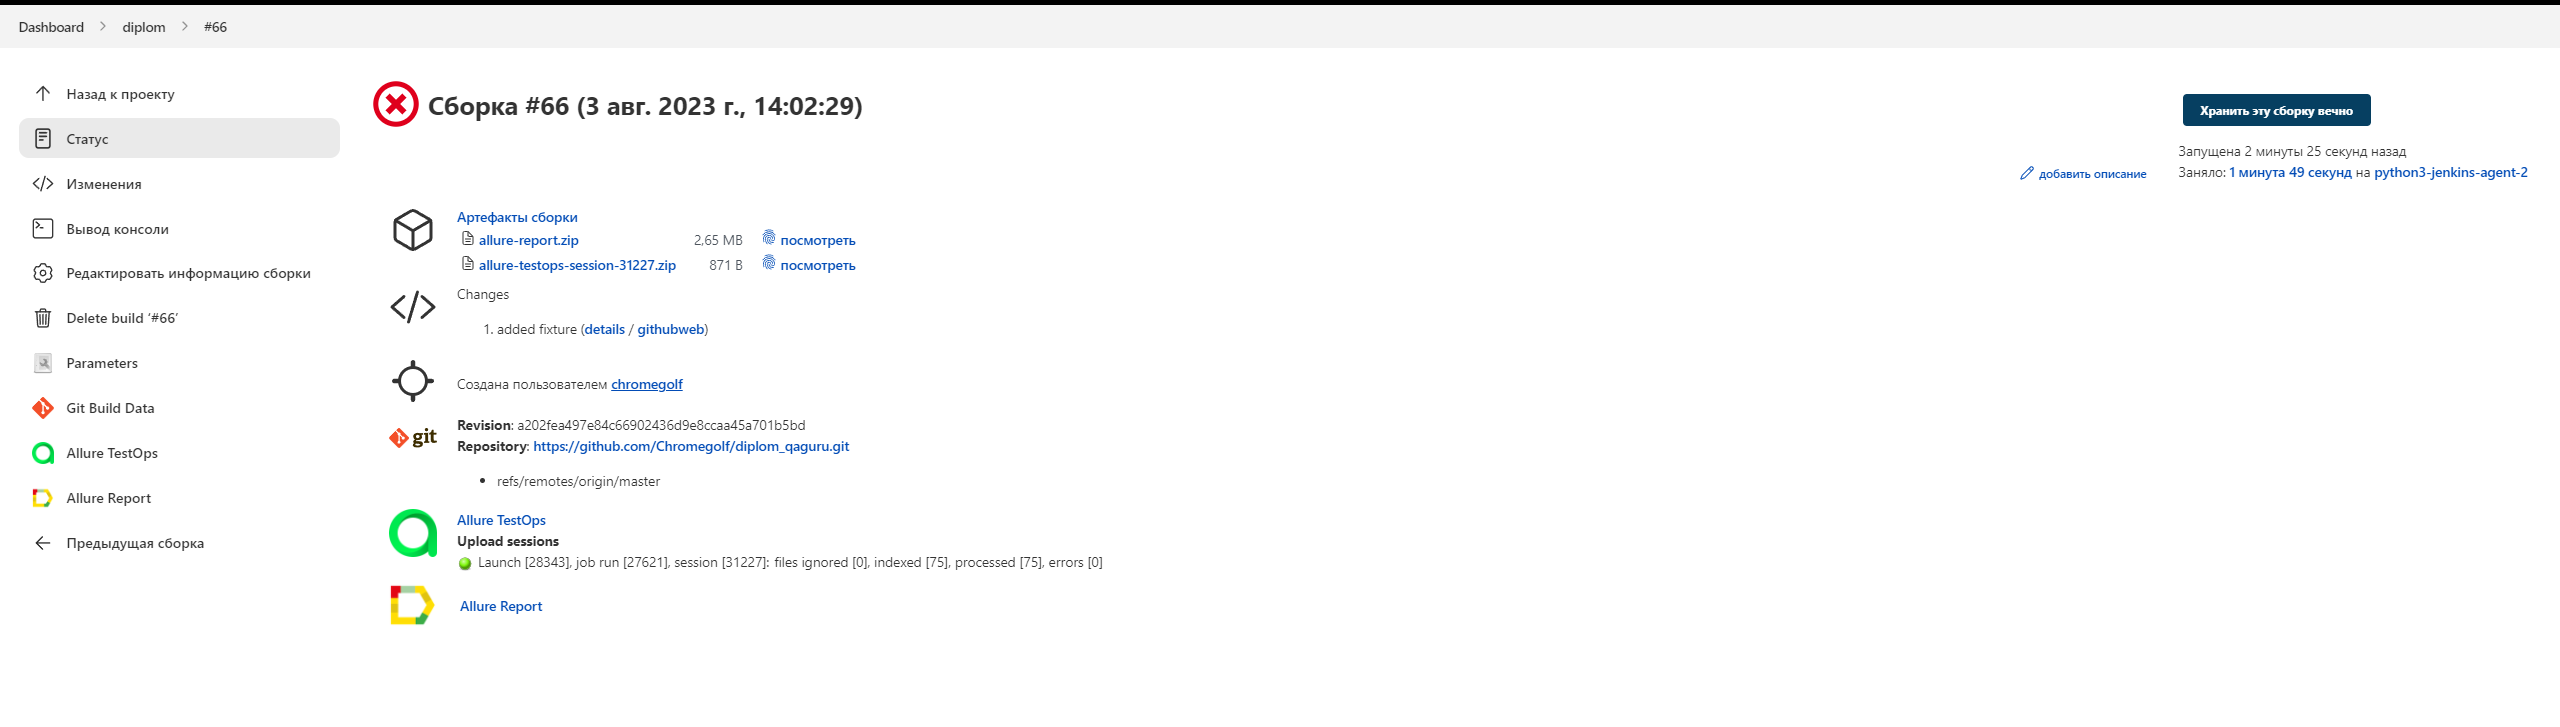 Dashboard > diplom > #66
Назад к проекту
Статус
Изменения
Вывод консоли
Редактировать информацию сборки
Delete build ‘#66’
Parameters
Git Build Data
Allure TestOps
Allure Report
Предыдущая сборка
Сборка #66 (3 авг. 2023 г., 14:02:29)
Хранить эту сборку вечно
добавить описание
Запущена 2 минуты 25 секунд назад
Заняло: 1 минута 49 секунд на python3-jenkins-agent-2
Артефакты сборки
allure-report.zip 2,65 MB посмотреть
allure-testops-session-31227.zip 871 B посмотреть
Changes
1. added fixture (details / githubweb)
Создана пользователем chromegolf
git
Revision: a202fea497e84c66902436d9e8ccaa45a701b5bd
Repository: https://github.com/Chromegolf/diplom_qaguru.git
• refs/remotes/origin/master
Allure TestOps
Upload sessions
Launch [28343], job run [27621], session [31227]: files ignored [0], indexed [75], processed [75], errors [0]
Allure Report